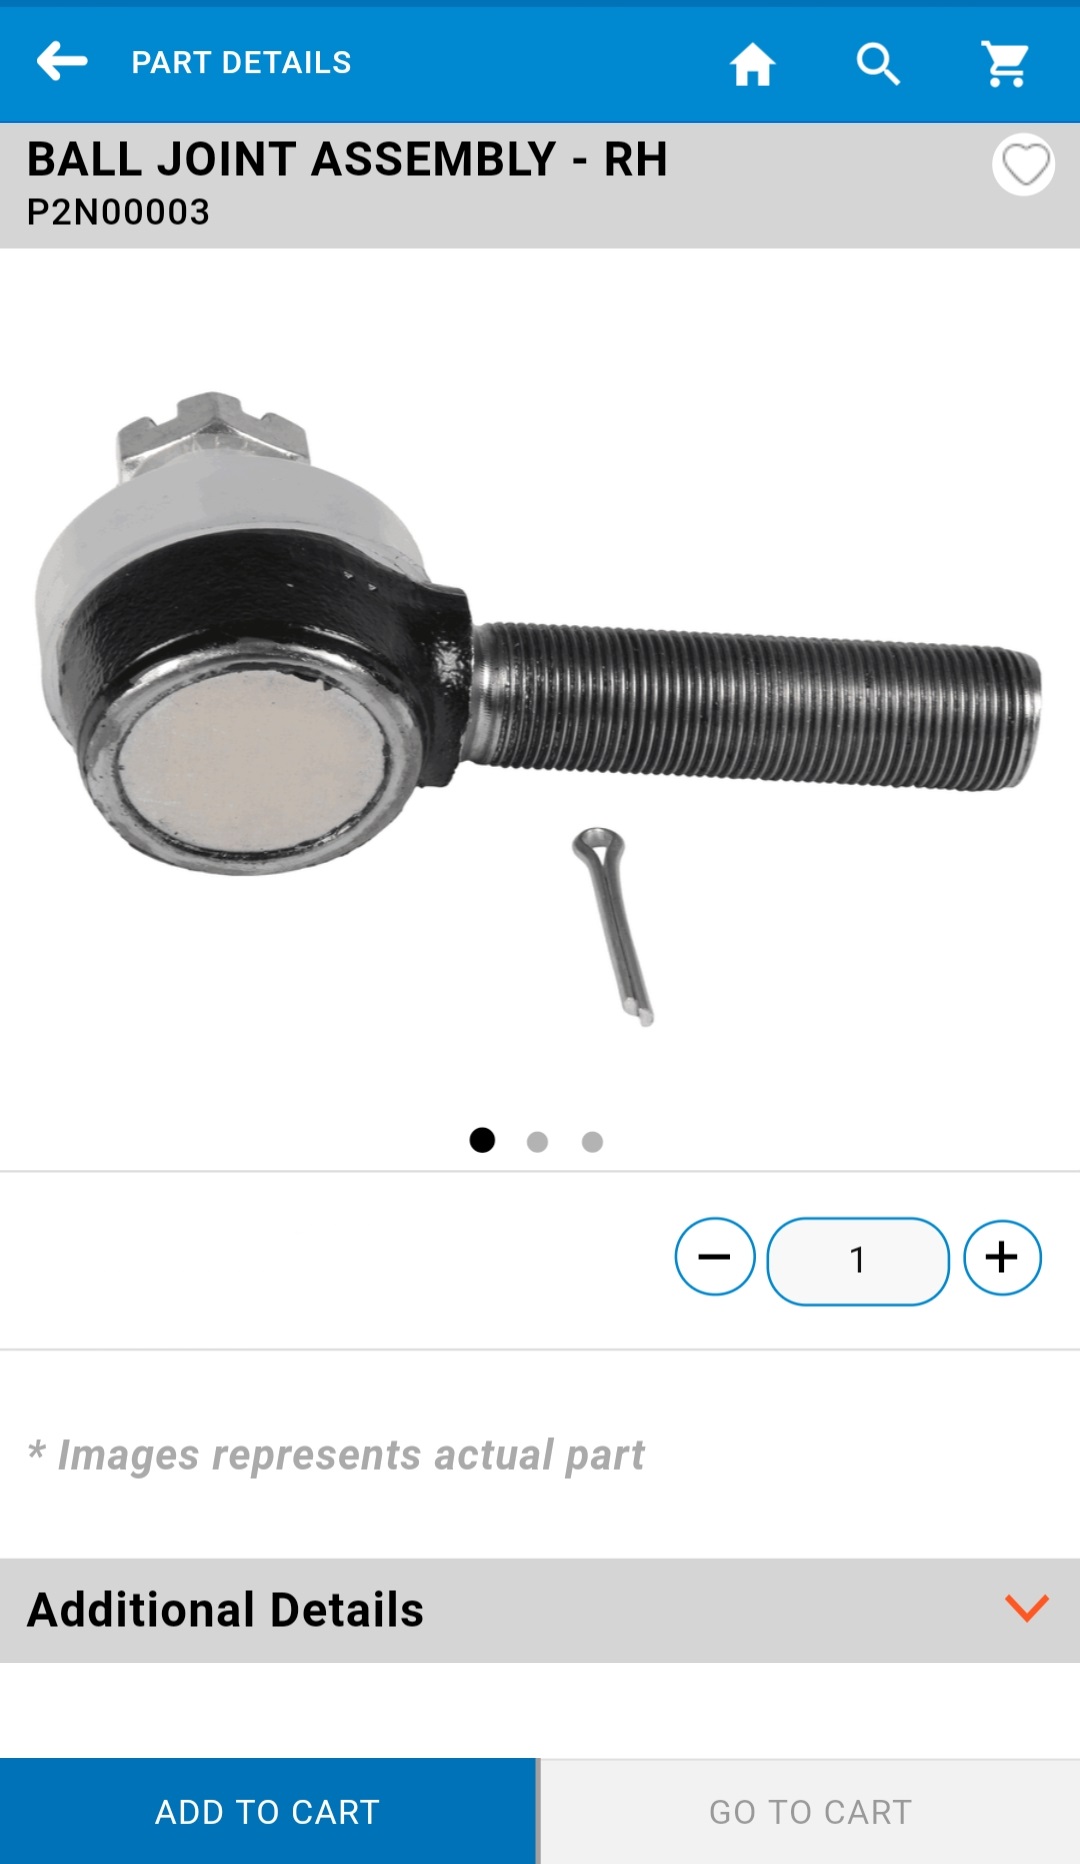 PART DETAILS
BALL JOINT ASSEMBLY - RH
P2N00003
1
* Images represents actual part
Additional Details
ADD TO CART
GO TO CART